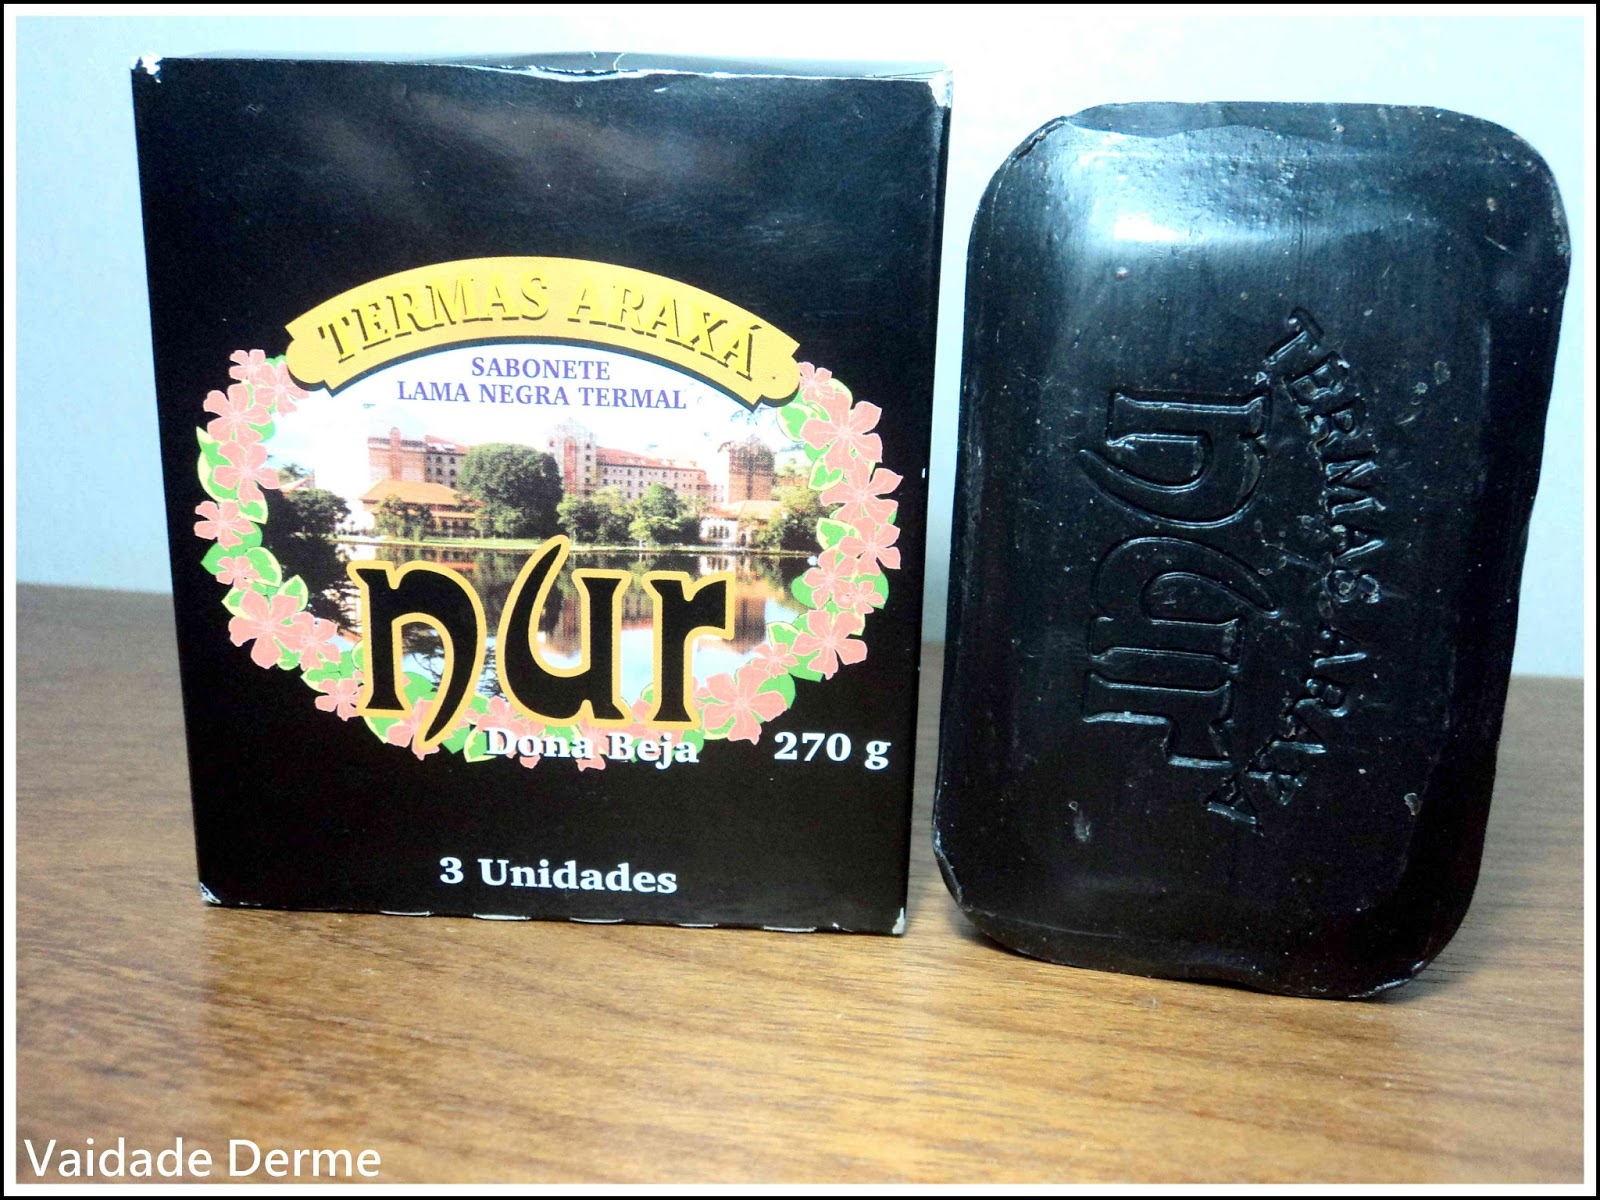 TERMAS ARAXÁ
SABONETE
LAMA NEGRA TERMAL
nur
Dona Beja
270 g
3 Unidades
TERMAS ARAXÁ
nur
Vaidade Derme